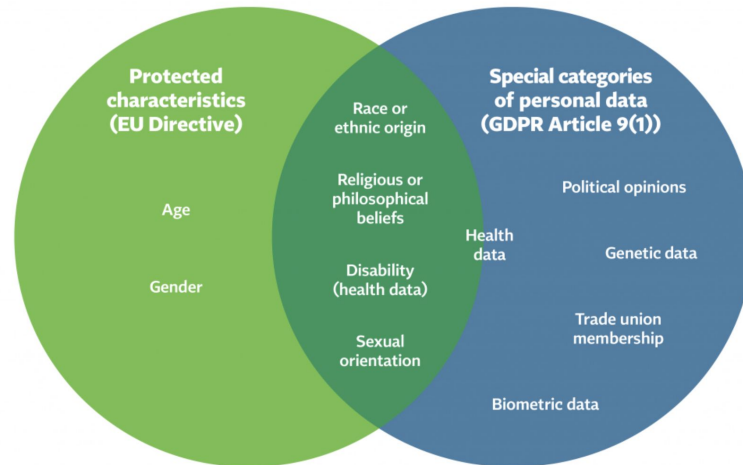 Protected
characteristics
(EU Directive)
Age
Gender
Race or
ethnic origin
Religious or
philosophical
beliefs
Disability
(health data)
Sexual
orientation
Health
data
Special categories
of personal data
(GDPR Article 9(1))
Political opinions
Genetic data
Trade union
membership
Biometric data